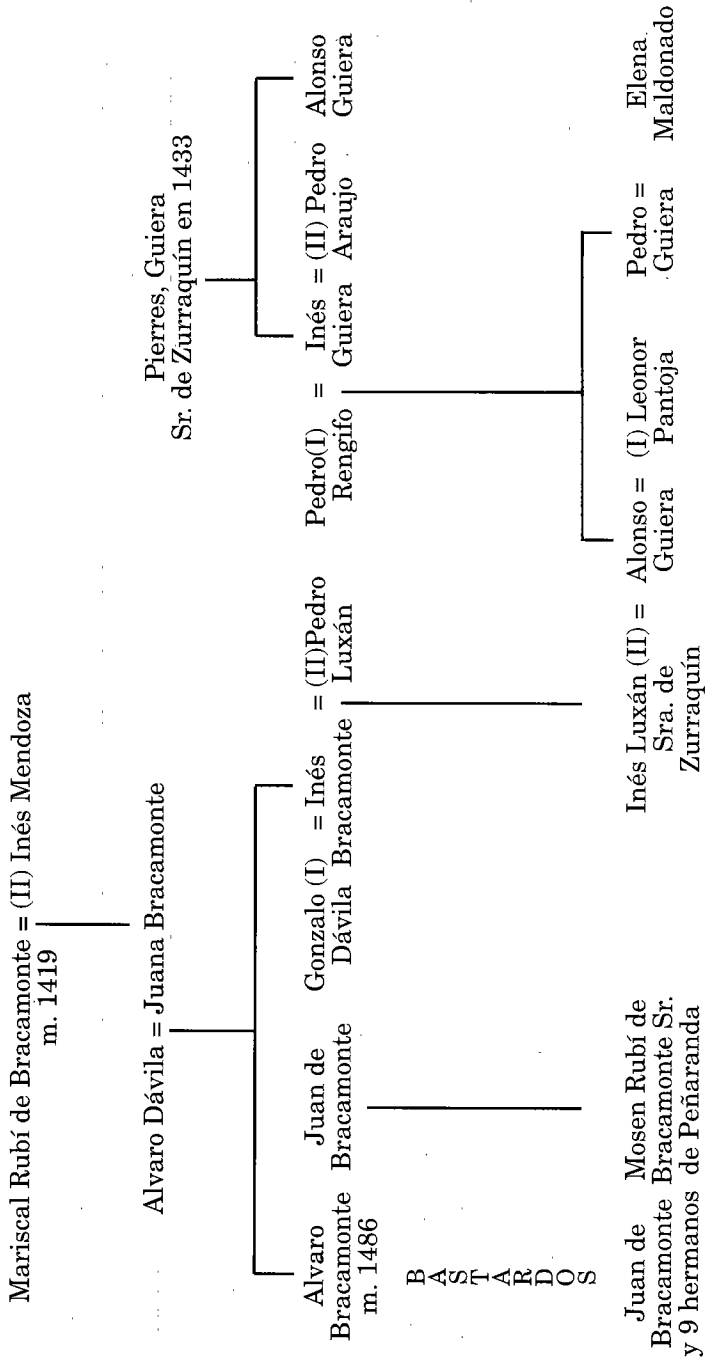 Mariscal Rubí de Bracamonte = (II) Inés Mendoza
m. 1419
Alvaro Dávila = Juana Bracamonte
Pierres, Guiera
Sr. de Zurraquín en 1433
Alvaro
Bracamonte
m. 1486
Juan de
Bracamonte
Gonzalo (I) = Inés = (II)Pedro
Dávila Bracamonte Luxán
Pedro(I) = Inés = (II) Pedro
Rengifo Guiera Araujo
Alonso
Guiera
B
A
S
T
A
R
D
O
S
Juan de
Bracamonte
y 9 hermanos
Mosen Rubí de
Bracamonte Sr.
de Peñaranda
Inés Luxán (II) = Alonso = (I) Leonor
Sra. de Guiera Pantoja
Zurraquín
Pedro = Elena
Guiera Maldonado